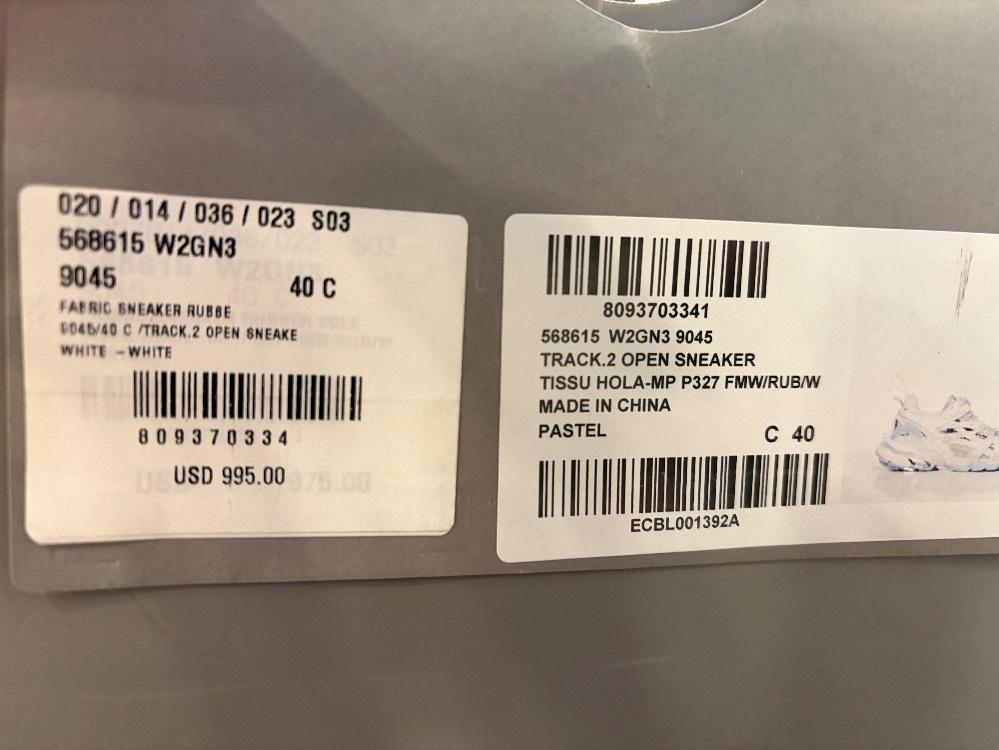 020 / 014 / 036 / 023 S03
568615 W2GN3
9045 40 C
FABRIC SNEAKER RUBBE
9045/40 C /TRACK.2 OPEN SNEAKE
WHITE -WHITE
809370334
USD 995.00
8093703341
568615 W2GN3 9045
TRACK.2 OPEN SNEAKER
TISSU HOLA-MP P327 FMW/RUB/W
MADE IN CHINA
PASTEL C 40
ECBL001392A